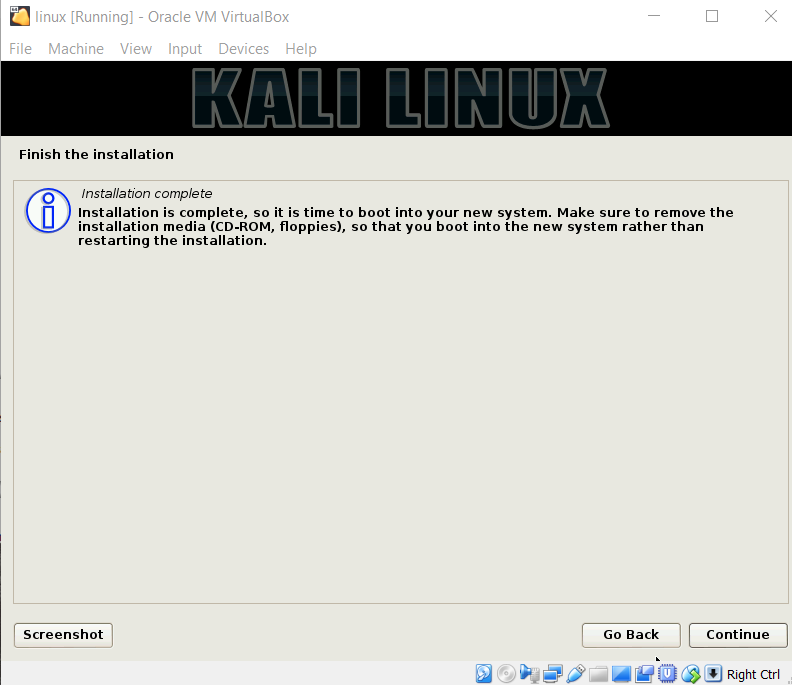 linux [Running] - Oracle VM VirtualBox
File Machine View Input Devices Help
KALI LINUX
Finish the installation
Installation complete
Installation is complete, so it is time to boot into your new system. Make sure to remove the
installation media (CD-ROM, floppies), so that you boot into the new system rather than
restarting the installation.
Screenshot Go Back Continue
Right Ctrl